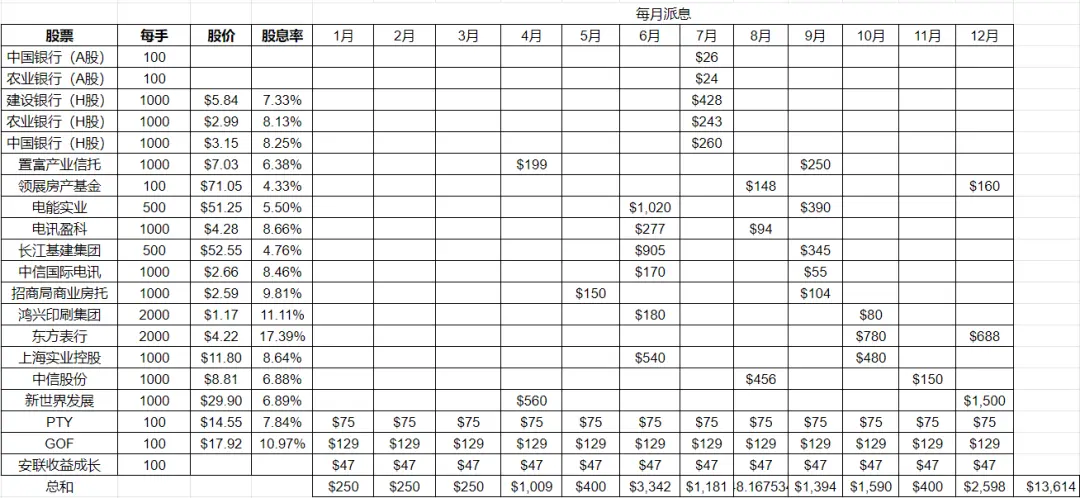 每月派息
股票 每手 股价 股息率 1月 2月 3月 4月 5月 6月 7月 8月 9月 10月 11月 12月
中国银行（A股） 100 $26
农业银行（A股） 100 $24
建设银行（H股） 1000 $5.84 7.33% $428
农业银行（H股） 1000 $2.99 8.13% $243
中国银行（H股） 1000 $3.15 8.25% $260
置富产业信托 1000 $7.03 6.38% $199 $250
领展房产基金 100 $71.05 4.33% $148 $160
电能实业 500 $51.25 5.50% $1,020 $390
电讯盈科 1000 $4.28 8.66% $277 $94
长江基建集团 500 $52.55 4.76% $905 $345
中信国际电讯 1000 $2.66 8.46% $170 $55
招商局商业房托 1000 $2.59 9.81% $150 $104
鸿兴印刷集团 2000 $1.17 11.11% $180 $80
东方表行 2000 $4.22 17.39% $780 $688
上海实业控股 1000 $11.80 8.64% $540 $480
中信股份 1000 $8.81 6.88% $456 $150
新世界发展 1000 $29.90 6.89% $560 $1,500
PTY 100 $14.55 7.84% $75 $75 $75 $75 $75 $75 $75 $75 $75 $75 $75 $75
GOF 100 $17.92 10.97% $129 $129 $129 $129 $129 $129 $129 $129 $129 $129 $129 $129
安联收益成长 100 $47 $47 $47 $47 $47 $47 $47 $47 $47 $47 $47 $47
总和 $250 $250 $250 $1,009 $400 $3,342 $1,181 8.167534 $1,394 $1,590 $400 $2,598 $13,614